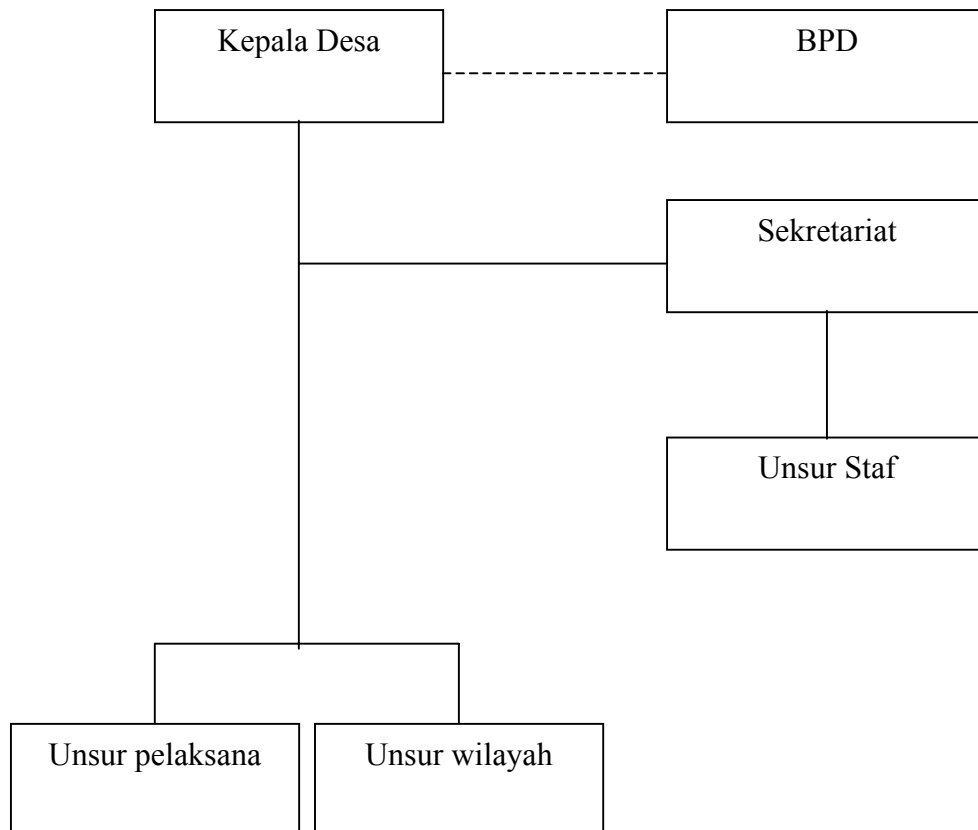 Kepala Desa
BPD
Sekretariat
Unsur Staf
Unsur pelaksana
Unsur wilayah